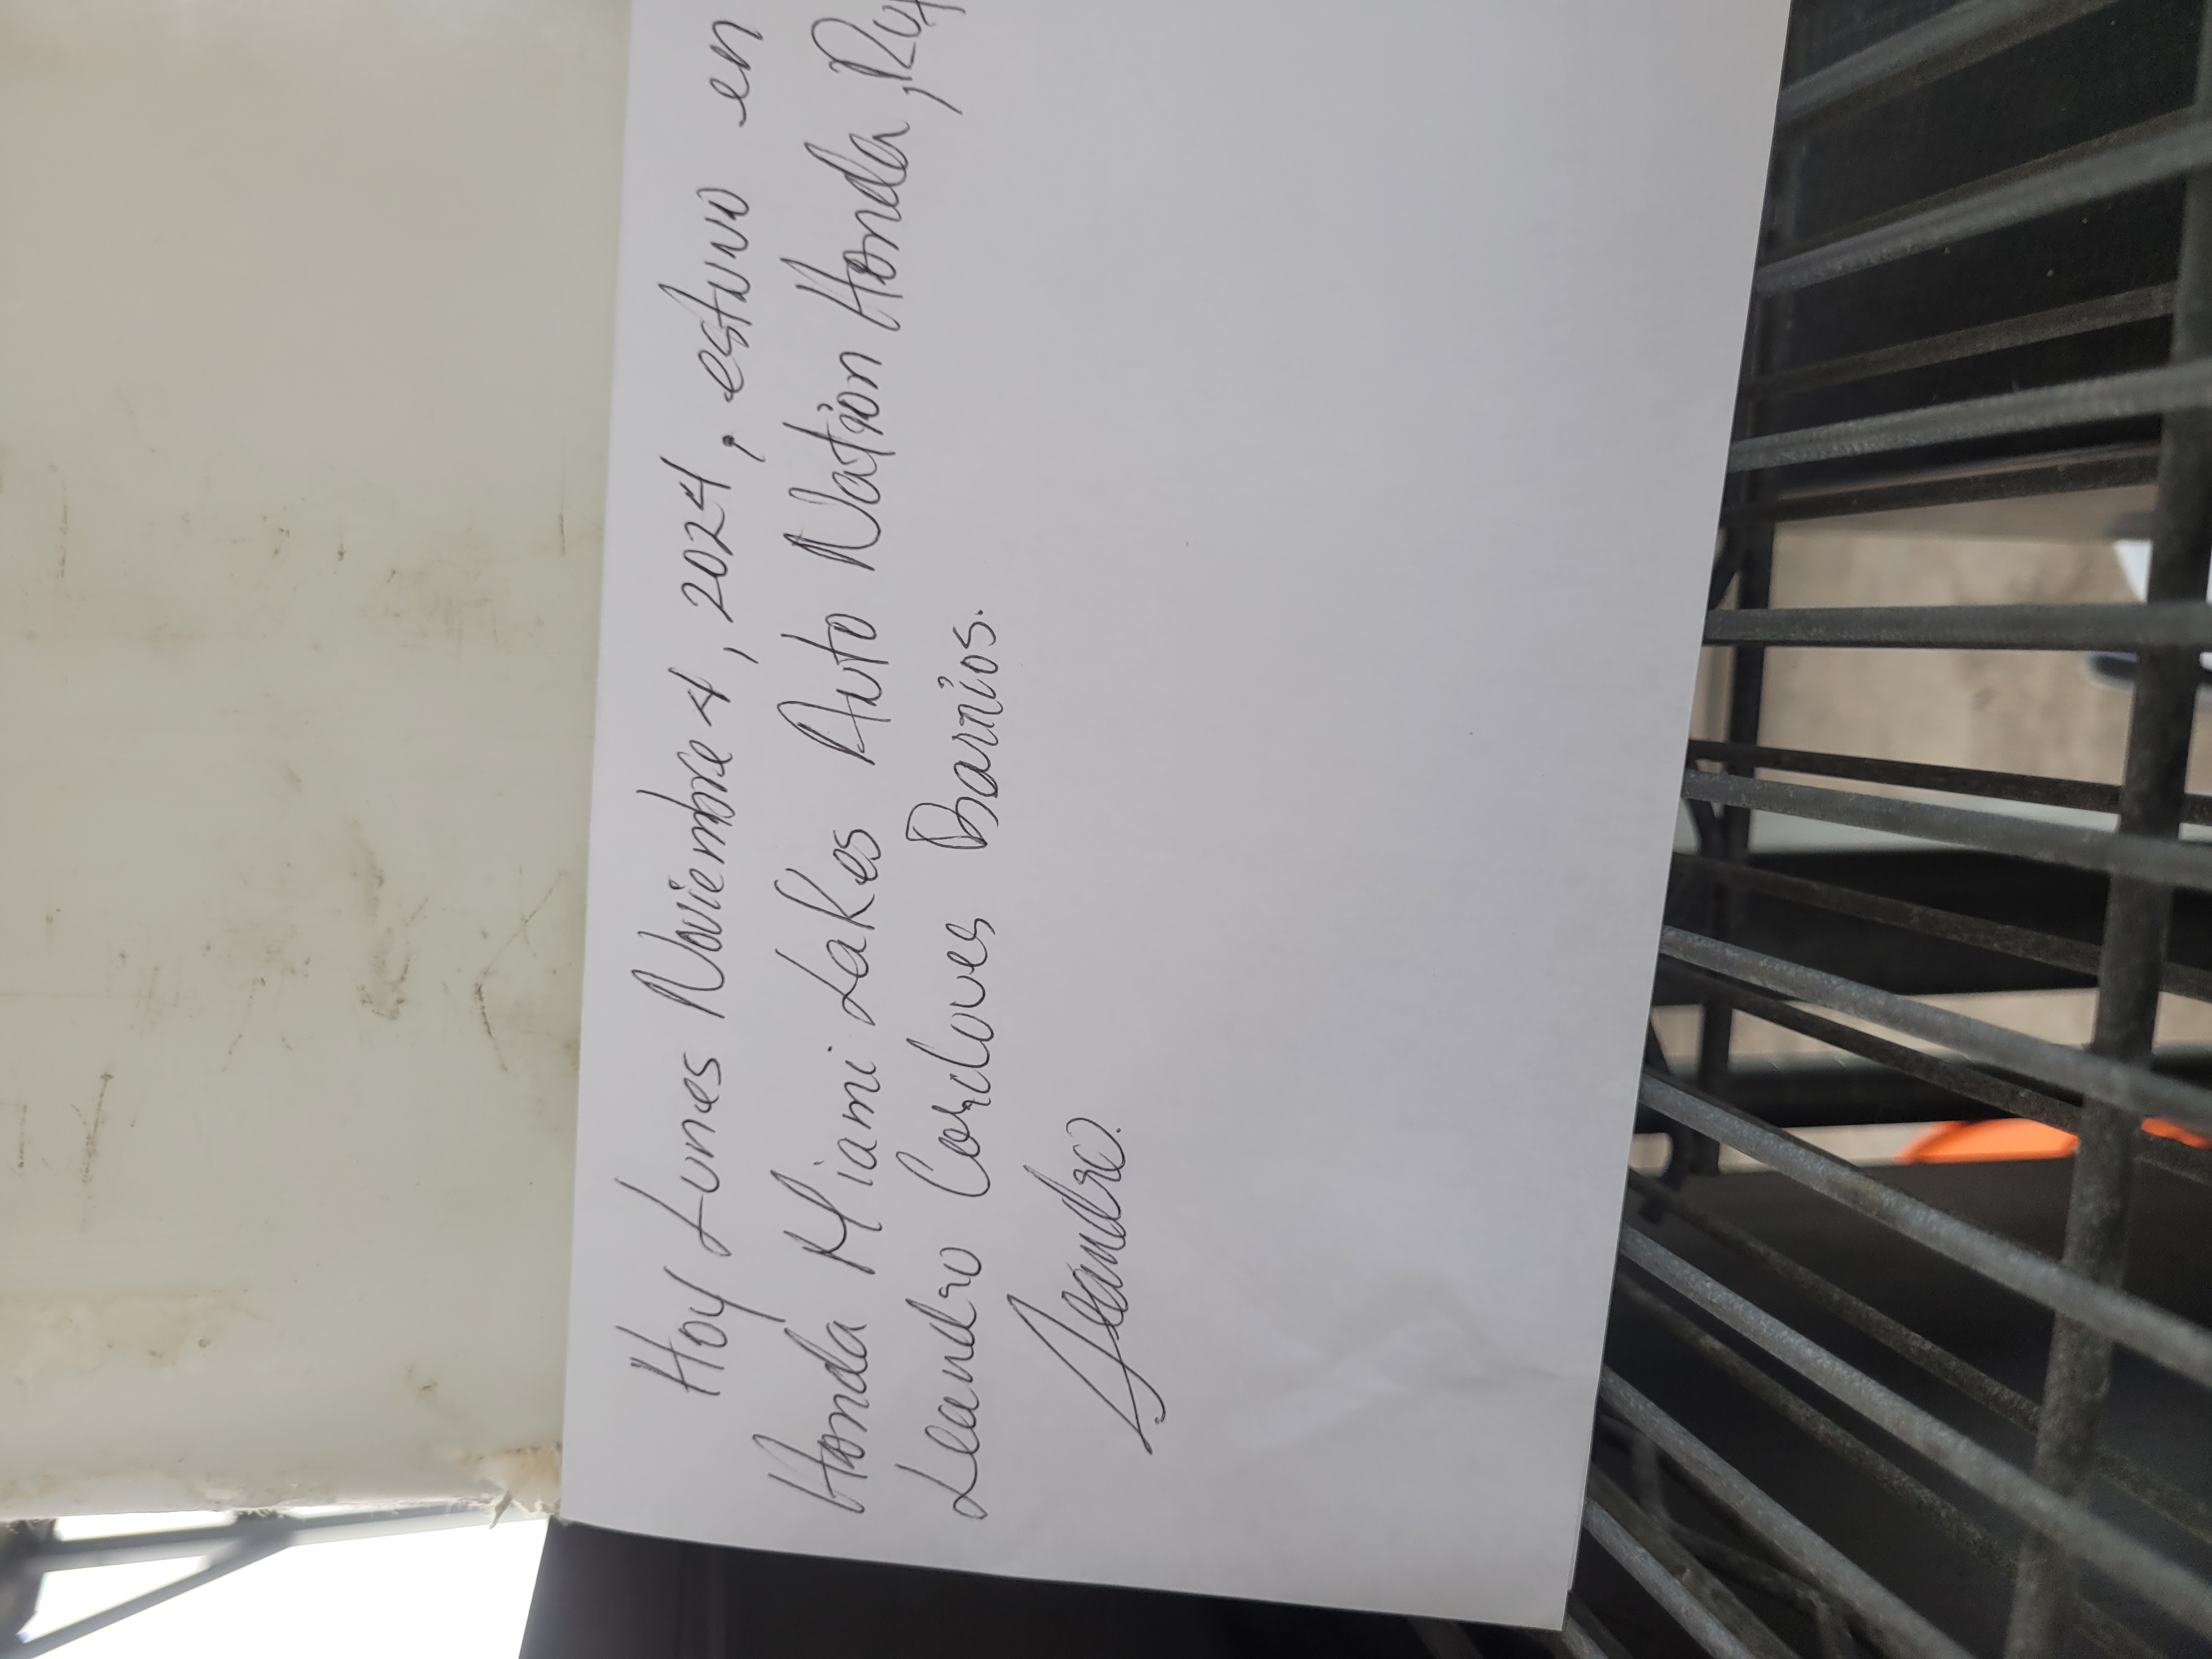 Hoy Lunes Noviembre 4, 2024, estuvo en
Honda Miami Lakes Auto Nation Honda,
Leandro Cordoves Barrios.
Leandro.